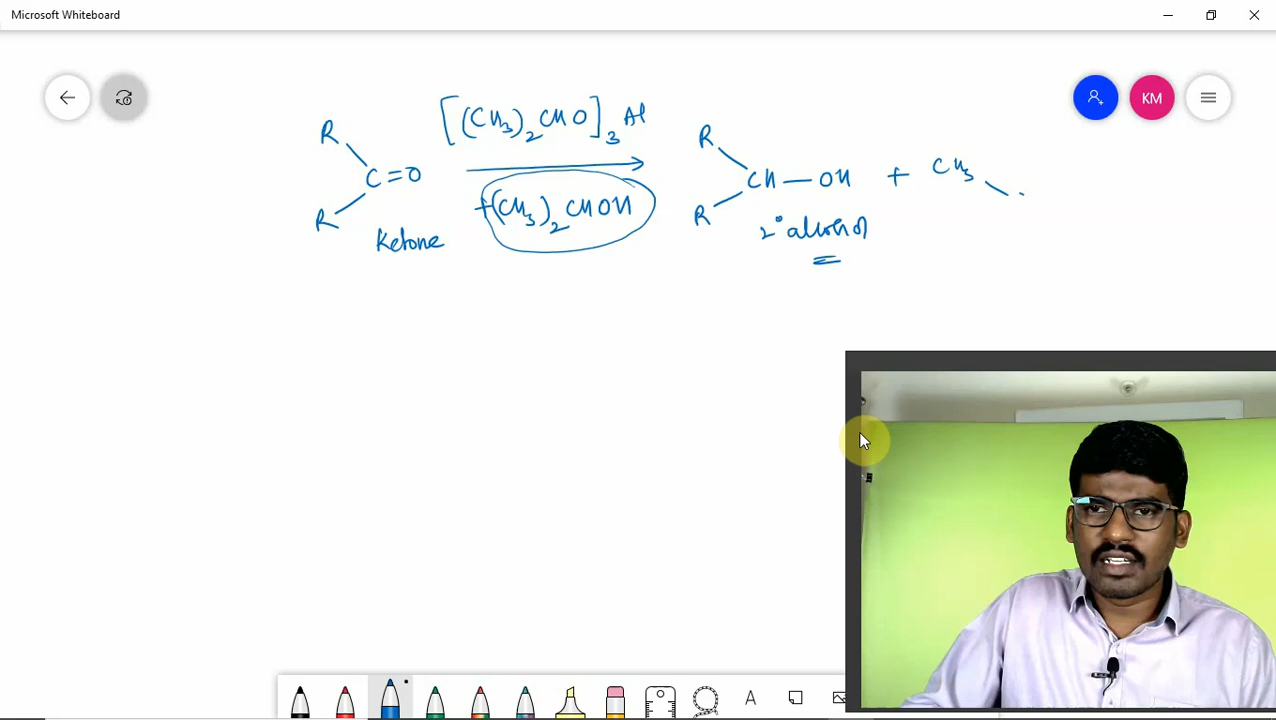 Microsoft Whiteboard
KM
[(CH3)2CHO]3Al
R
C=O
R
Ketone
+(CH3)2CHOH
R
CH—OH
R
2° alcohol
+ CH3
A